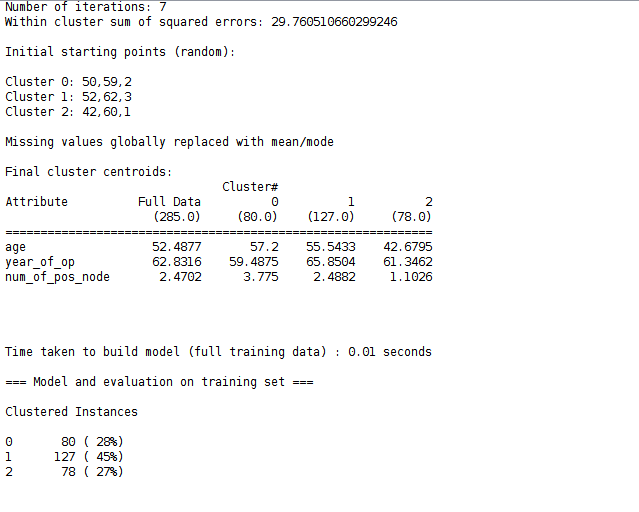 Number of iterations: 7
Within cluster sum of squared errors: 29.760510660299246
Initial starting points (random):
Cluster 0: 50,59,2
Cluster 1: 52,62,3
Cluster 2: 42,60,1
Missing values globally replaced with mean/mode
Final cluster centroids:
Cluster#
Attribute Full Data 0 1 2
(285.0) (80.0) (127.0) (78.0)
============================================================
age 52.4877 57.2 55.5433 42.6795
year_of_op 62.8316 59.4875 65.8504 61.3462
num_of_pos_node 2.4702 3.775 2.4882 1.1026
Time taken to build model (full training data) : 0.01 seconds
=== Model and evaluation on training set ===
Clustered Instances
0 80 ( 28%)
1 127 ( 45%)
2 78 ( 27%)